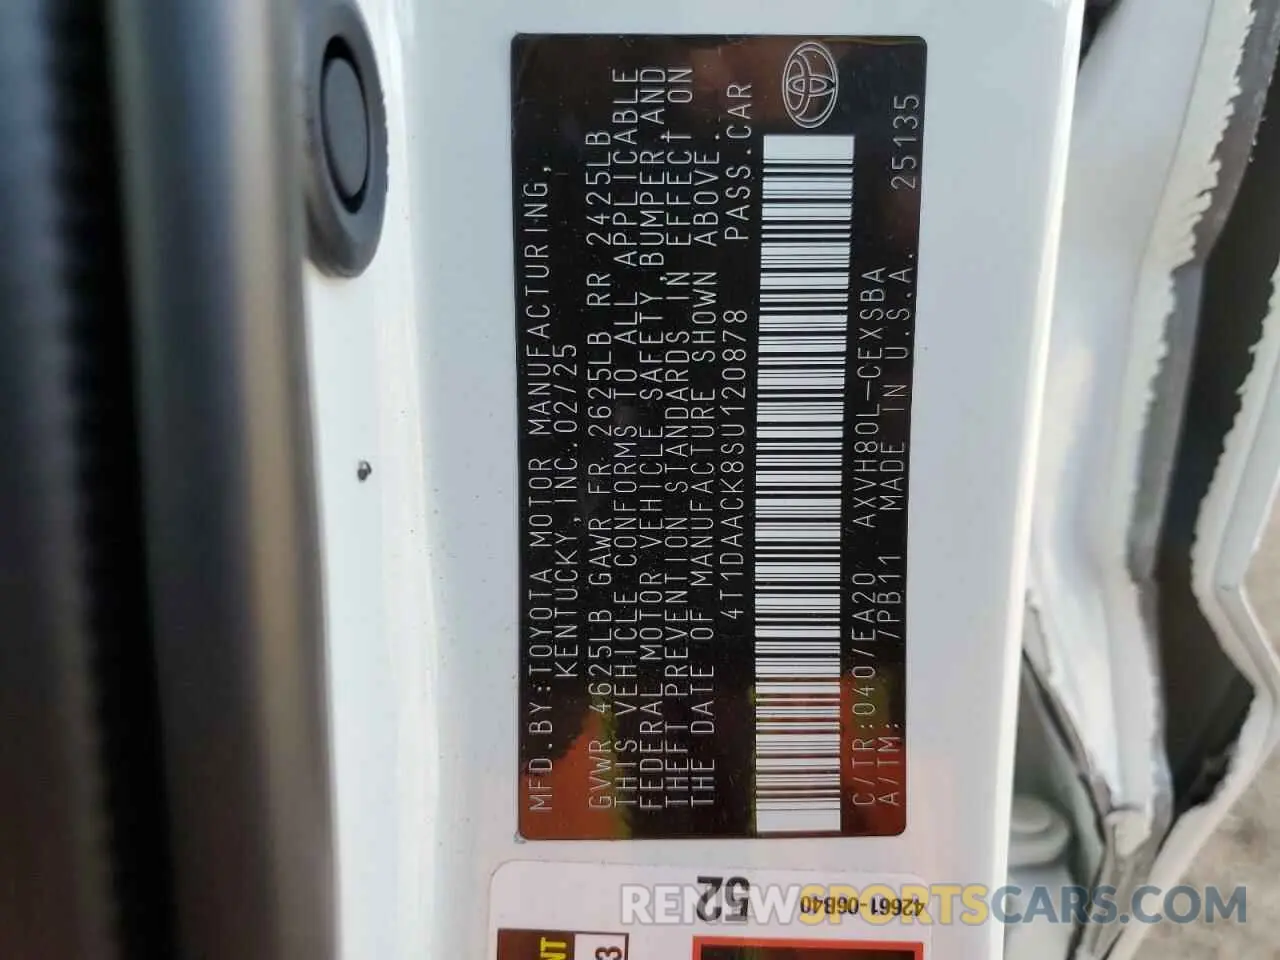 MFD.BY:TOYOTA MOTOR MANUFACTURING,
KENTUCKY,INC.02/25
GVWR 4625LB GAWR FR 2625LB RR 2425LB
THIS VEHICLE CONFORMS TO ALL APPLICABLE
FEDERAL MOTOR VEHICLE SAFETY,BUMPER,AND
THEFT PREVENTION STANDARDS IN EFFECT ON
THE DATE OF MANUFACTURE SHOWN ABOVE.
4T1DAACK8SU120878 PASS.CAR
C/TR:040/EA20 AXVH80L-CEXSBA
A/TM: /PB11 MADE IN U.S.A. 25135
52
42661-06B40
NT
3
RENEWSPORTSCARS.COM